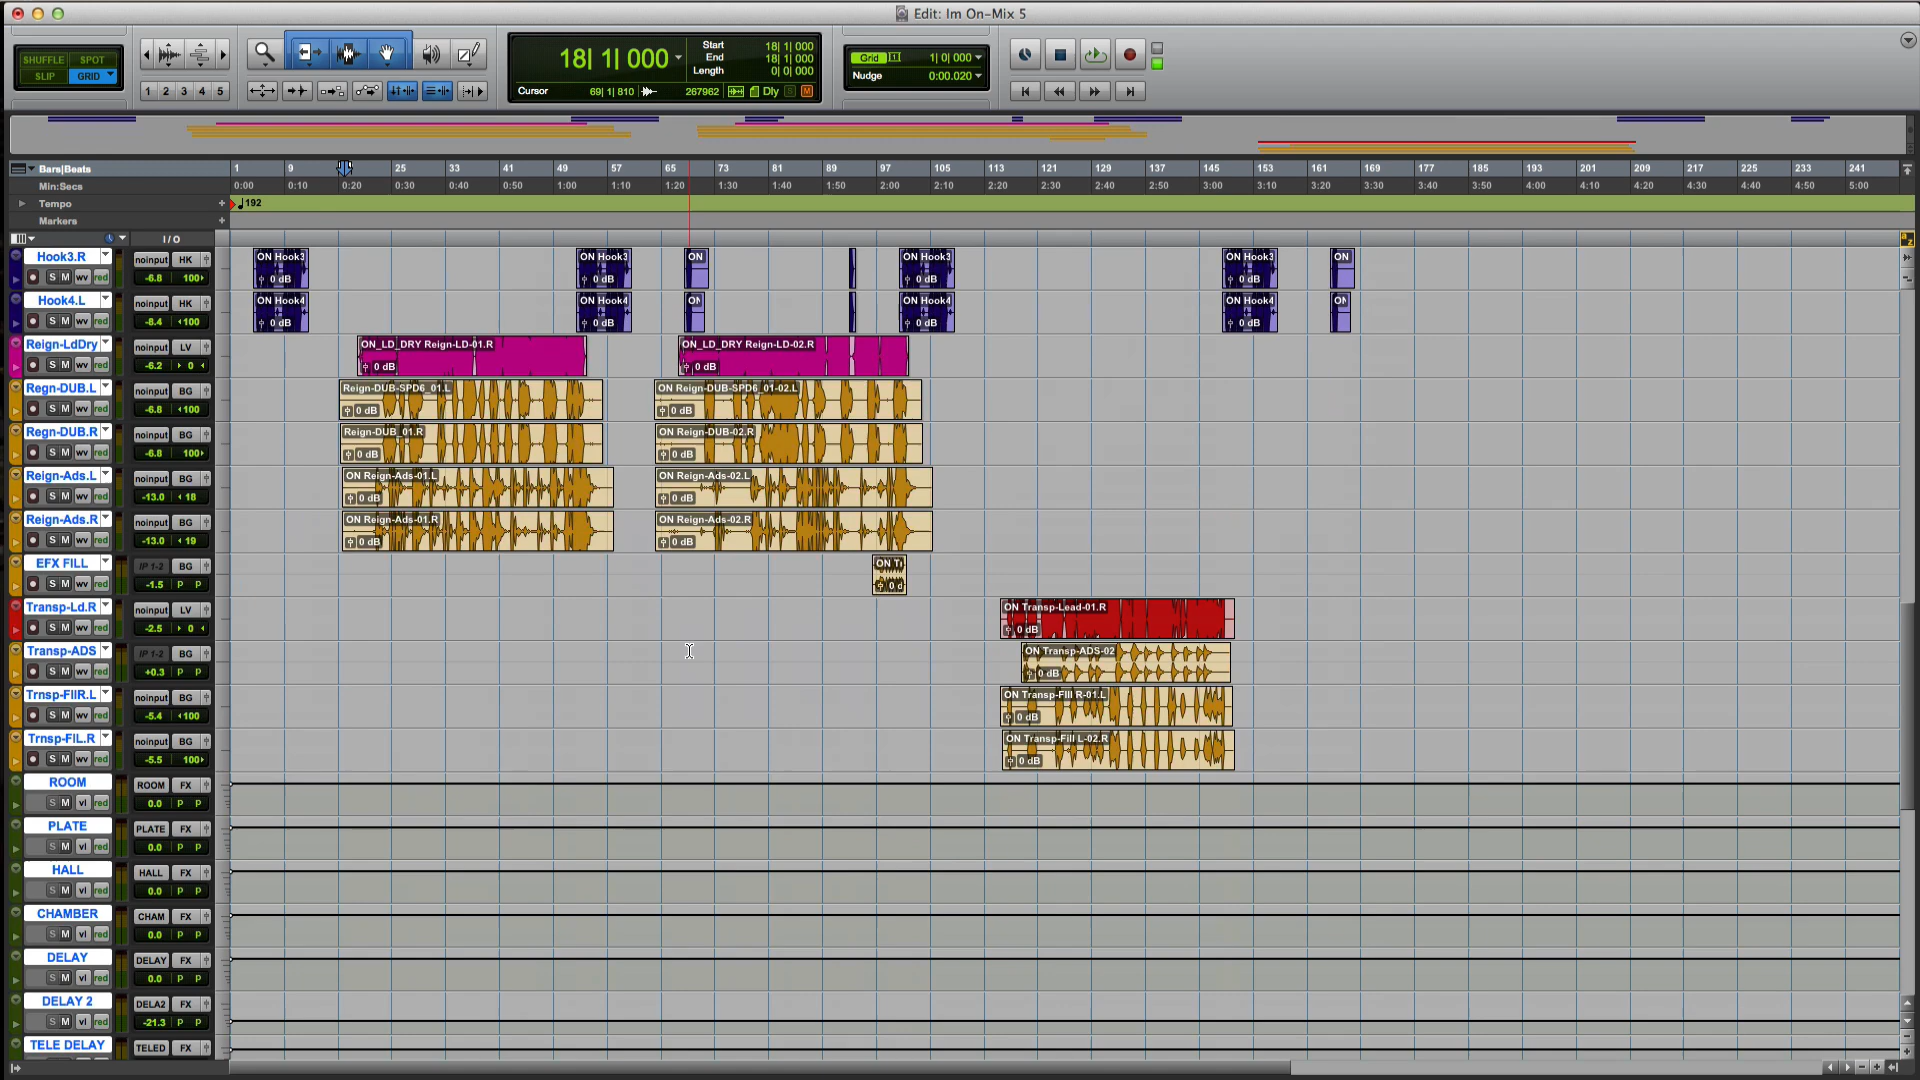 Edit: Im On-Mix 5
SHUFFLE SPOT
SLIP GRID
1 2 3 4 5
18| 1| 000
Start 18| 1| 000
End 18| 1| 000
Length 0| 0| 000
Cursor 69| 1| 810 267962 Dly S M
Grid 1| 0| 000
Nudge 0:00.020
Bars|Beats 1 9 25 33 41 49 57 65 73 81 89 97 105 113 121 129 137 145 153 161 169 177 185 193 201 209 217 225 233 241
Min:Secs 0:00 0:10 0:20 0:30 0:40 0:50 1:00 1:10 1:20 1:30 1:40 1:50 2:00 2:10 2:20 2:30 2:40 2:50 3:00 3:10 3:20 3:30 3:40 3:50 4:00 4:10 4:20 4:30 4:40 4:50 5:00
Tempo + 192
Markers +
I/O
Hook3.R noinput HK ON Hook3 ON Hook3 ON ON Hook3 ON Hook3 ON
S M wv red -6.8 100 0 dB 0 dB 0 dB 0 dB
Hook4.L noinput HK ON Hook4 ON Hook4 ON ON Hook4 ON Hook4 ON
S M wv red -8.4 100 0 dB 0 dB 0 dB 0 dB
Reign-LdDry noinput LV ON_LD_DRY Reign-LD-01.R ON_LD_DRY Reign-LD-02.R
S M wv red -6.2 0 0 dB 0 dB
Regn-DUB.L noinput BG Reign-DUB-SPD6_01.L ON Reign-DUB-SPD6_01-02.L
S M wv red -6.8 100 0 dB 0 dB
Regn-DUB.R noinput BG Reign-DUB_01.R ON Reign-DUB-02.R
S M wv red -6.8 100 0 dB 0 dB
Reign-Ads.L noinput BG ON Reign-Ads-01.L ON Reign-Ads-02.L
S M wv red -13.0 18 0 dB 0 dB
Reign-Ads.R noinput BG ON Reign-Ads-01.R ON Reign-Ads-02.R
S M wv red -13.0 19 0 dB 0 dB
EFX FILL IP 1-2 BG
S M wv red -1.5 0 d
Transp-Ld.R noinput LV ON Transp-Lead-01.R
S M wv red -2.5 0 0 dB
Transp-ADS IP 1-2 BG ON Transp-ADS-02
S M wv red +0.3 p p 0 dB
Trnsp-FIlR.L noinput BG ON Transp-Fill R-01.L
S M wv red -5.4 100 0 dB
Trnsp-FIL.R noinput BG ON Transp-Fill L-02.R
S M wv red -5.5 100 0 dB
ROOM ROOM FX
S M vl red 0.0 p p
PLATE PLATE FX
S M vl red 0.0 p p
HALL HALL FX
S M vl red 0.0 p p
CHAMBER CHAM FX
S M vl red 0.0 p p
DELAY DELAY FX
S M vl red 0.0 p p
DELAY 2 DELA2 FX
S M vl red -21.3 p p
TELE DELAY TELED FX